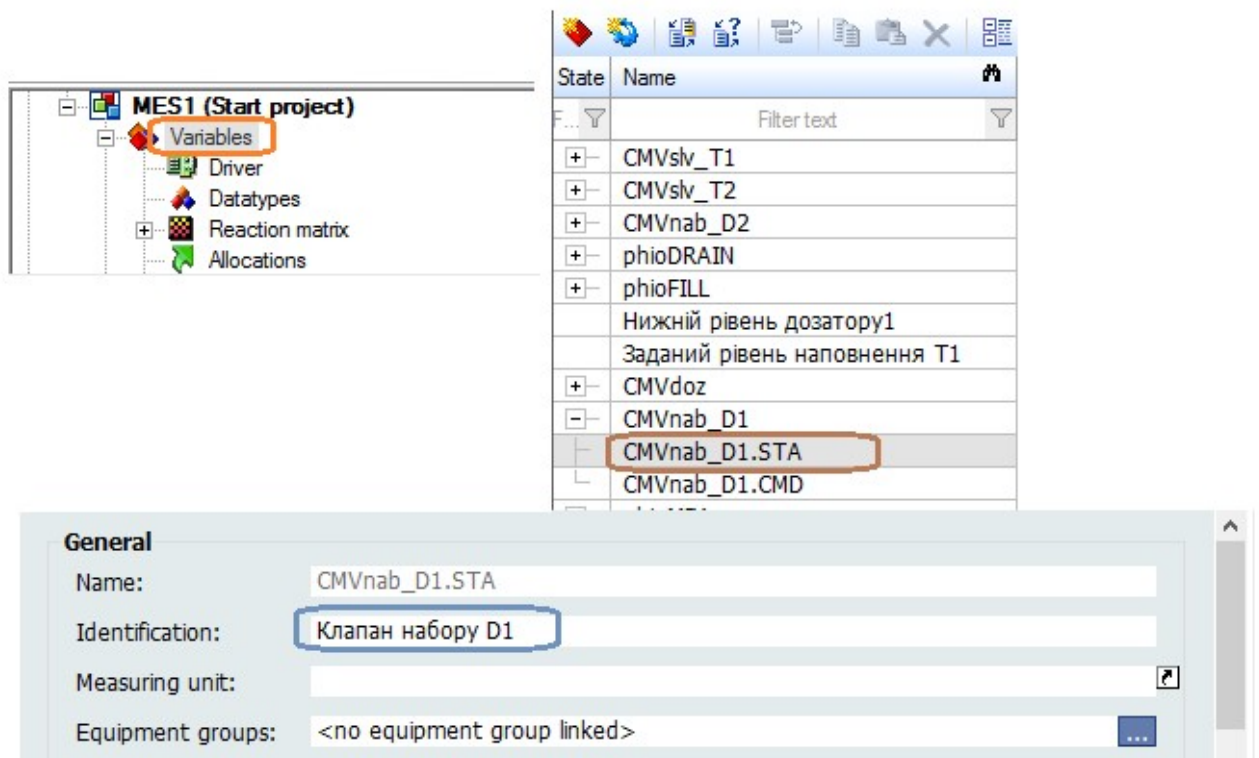 MES1 (Start project)
Variables
Driver
Datatypes
Reaction matrix
Allocations
State Name
F... Filter text
CMVslv_T1
CMVslv_T2
CMVnab_D2
phioDRAIN
phioFILL
Нижній рівень дозатору1
Заданий рівень наповнення Т1
CMVdoz
CMVnab_D1
CMVnab_D1.STA
CMVnab_D1.CMD
General
Name: CMVnab_D1.STA
Identification: Клапан набору D1
Measuring unit:
Equipment groups: <no equipment group linked> ...